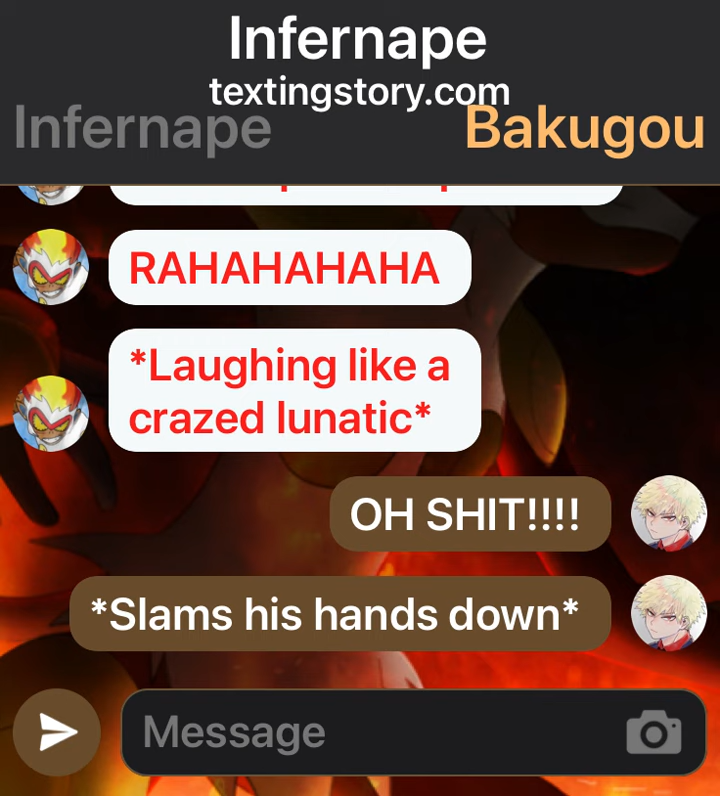 Infernape
textingstory.com
Infernape
Bakugou
RAHAHAHAHA
*Laughing like a
crazed lunatic*
OH SHIT!!!!
*Slams his hands down*
Message